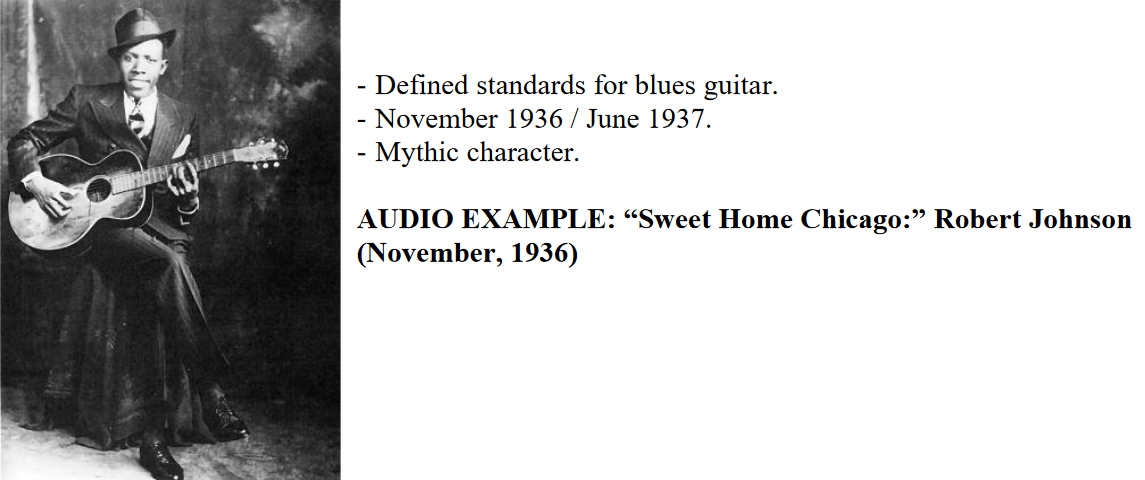 - Defined standards for blues guitar.
- November 1936 / June 1937.
- Mythic character.
AUDIO EXAMPLE: “Sweet Home Chicago:” Robert Johnson
(November, 1936)